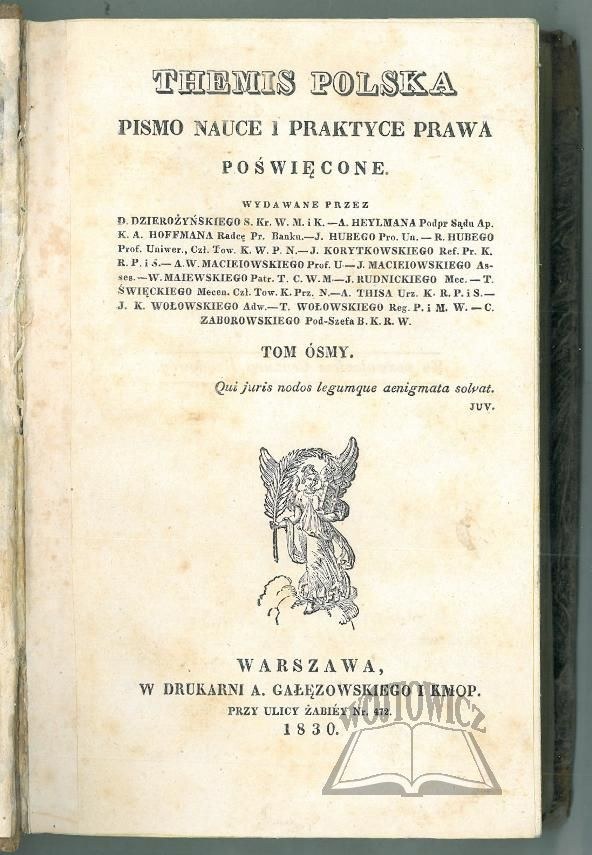 THEMIS POLSKA
PISMO NAUCE I PRAKTYCE PRAWA
POŚWIĘCONE.
WYDAWANE PRZEZ
D. DZIEROŻYŃSKIEGO S. Kr. W. M. i K. — A. HEYLMANA Podpr Sądu Ap.
K. A. HOFFMANA Radcę Pr. Banku.—J. HUBEGO Pro. Un. — R. HUBEGO
Prof. Uniwer., Czł. Tow. K. W. P. N.—J. KORYTKOWSKIEGO Ref. Pr. K.
R. P. i S.— A.W. MACIEIOWSKIEGO Prof. U—J. MACIEIOWSKIEGO As-
ses.—W. MAIEWSKIEGO Patr. T. C. W. M—J. RUDNICKIEGO Mec. — T.
ŚWIĘCKIEGO Mecen. Czł. Tow. K. Prz. N.—A. THISA Urz. K. R. P. i S.—
J. K. WOŁOWSKIEGO Adw.—T. WOŁOWSKIEGO Reg. P. i M. W. — C.
ZABOROWSKIEGO Pod-Szefa B. K. R. W.
TOM ÓSMY.
Qui juris nodos legumque aenigmata solvat.
JUV.
WARSZAWA,
W DRUKARNI A. GAŁĘZOWSKIEGO I KMOP.
PRZY ULICY ŻABIÉY Nr. 472.
1830.
WÓJTOWICZ